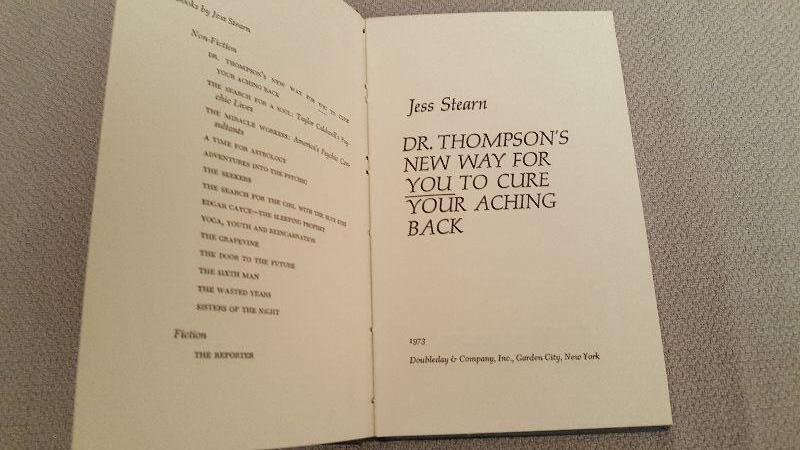 Books by Jess Stearn
Non-Fiction
DR. THOMPSON'S NEW WAY FOR YOU TO CURE
YOUR ACHING BACK
THE SEARCH FOR A SOUL: Taylor Caldwell's Psy-
chic Lives
THE MIRACLE WORKERS: America's Psychic Con-
sultants
A TIME FOR ASTROLOGY
ADVENTURES INTO THE PSYCHIC
THE SEEKERS
THE SEARCH FOR THE GIRL WITH THE BLUE EYES
EDGAR CAYCE—THE SLEEPING PROPHET
YOGA, YOUTH AND REINCARNATION
THE GRAPEVINE
THE DOOR TO THE FUTURE
THE SIXTH MAN
THE WASTED YEARS
SISTERS OF THE NIGHT
Fiction
THE REPORTER
Jess Stearn
DR. THOMPSON'S
NEW WAY FOR
YOU TO CURE
YOUR ACHING
BACK
1973
Doubleday & Company, Inc., Garden City, New York